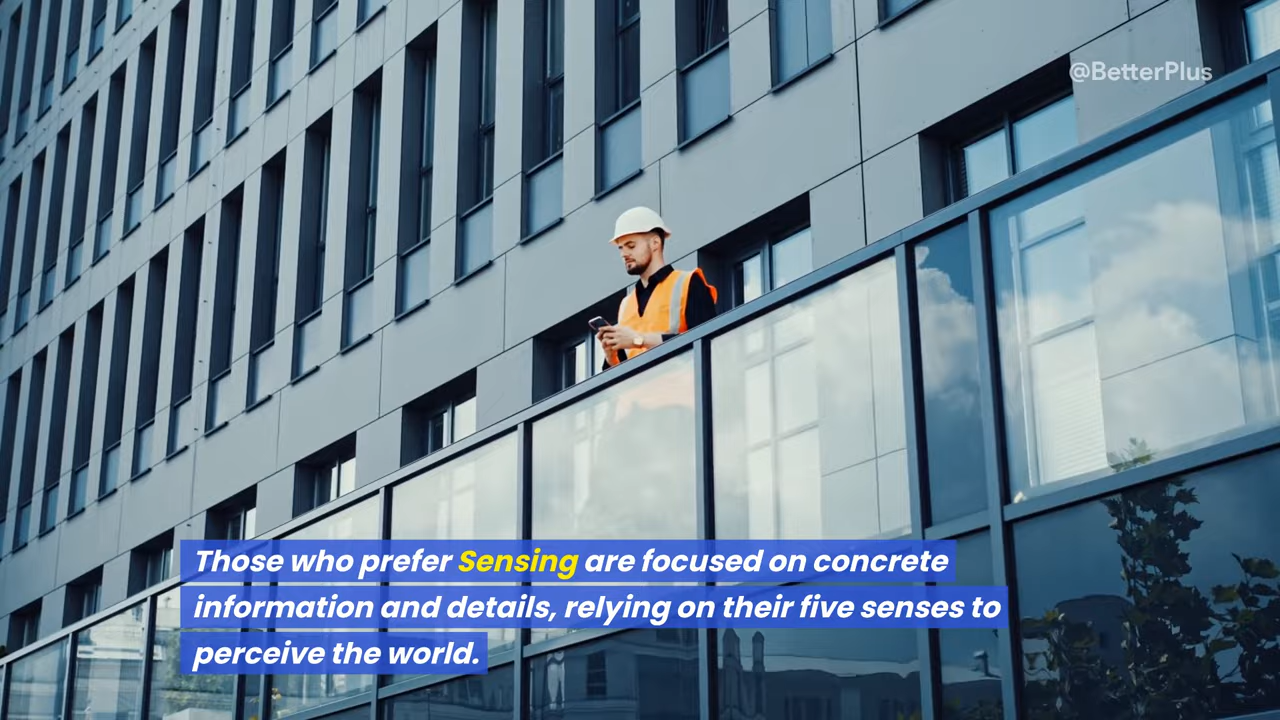 @BetterPlus
Those who prefer Sensing are focused on concrete
information and details, relying on their five senses to
perceive the world.